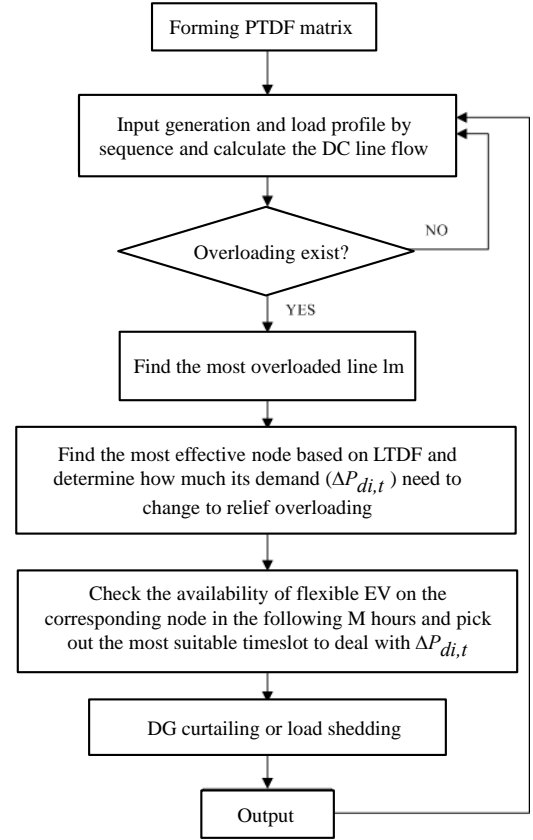 Forming PTDF matrix
Input generation and load profile by
sequence and calculate the DC line flow
Overloading exist?
NO
YES
Find the most overloaded line lm
Find the most effective node based on LTDF and
determine how much its demand (ΔP_{di,t} ) need to
change to relief overloading
Check the availability of flexible EV on the
corresponding node in the following M hours and pick
out the most suitable timeslot to deal with ΔP_{di,t}
DG curtailing or load shedding
Output